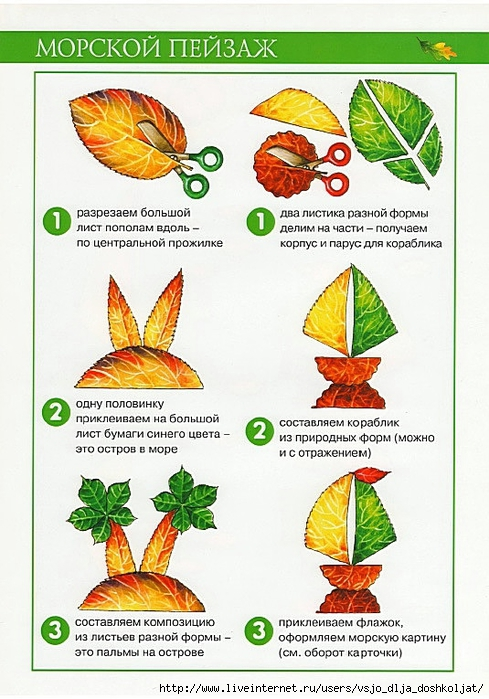 МОРСКОЙ ПЕЙЗАЖ
1 разрезаем большой
лист пополам вдоль –
по центральной прожилке
1 два листика разной формы
делим на части – получаем
корпус и парус для кораблика
2 одну половинку
приклеиваем на большой
лист бумаги синего цвета –
это остров в море
2 составляем кораблик
из природных форм (можно
и с отражением)
3 составляем композицию
из листьев разной формы –
это пальмы на острове
3 приклеиваем флажок,
оформляем морскую картину
(см. оборот карточки)
http://www.liveinternet.ru/users/vsjo_dlja_doshkoljat/